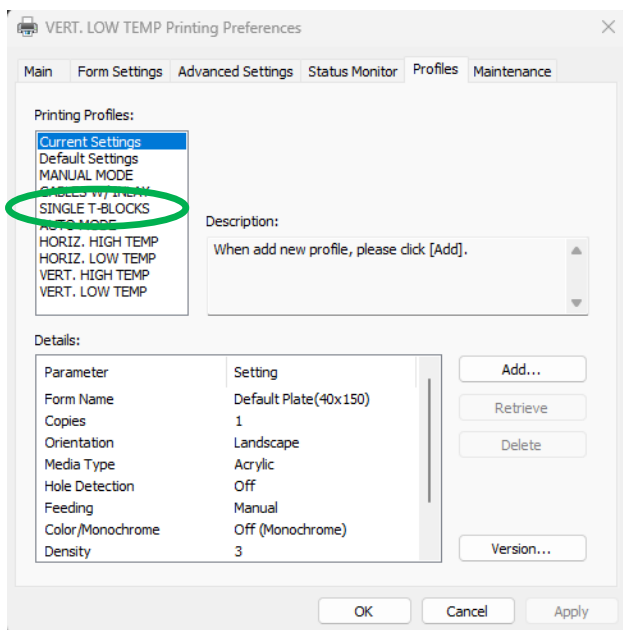 VERT. LOW TEMP Printing Preferences
Main Form Settings Advanced Settings Status Monitor Profiles Maintenance
Printing Profiles:
Current Settings
Default Settings
MANUAL MODE
CABLES W/ INLAY
SINGLE T-BLOCKS
AUTO MODE
HORIZ. HIGH TEMP
HORIZ. LOW TEMP
VERT. HIGH TEMP
VERT. LOW TEMP
Description:
When add new profile, please click [Add].
Details:
Parameter Setting
Form Name Default Plate(40x150)
Copies 1
Orientation Landscape
Media Type Acrylic
Hole Detection Off
Feeding Manual
Color/Monochrome Off (Monochrome)
Density 3
Add...
Retrieve
Delete
Version...
OK Cancel Apply